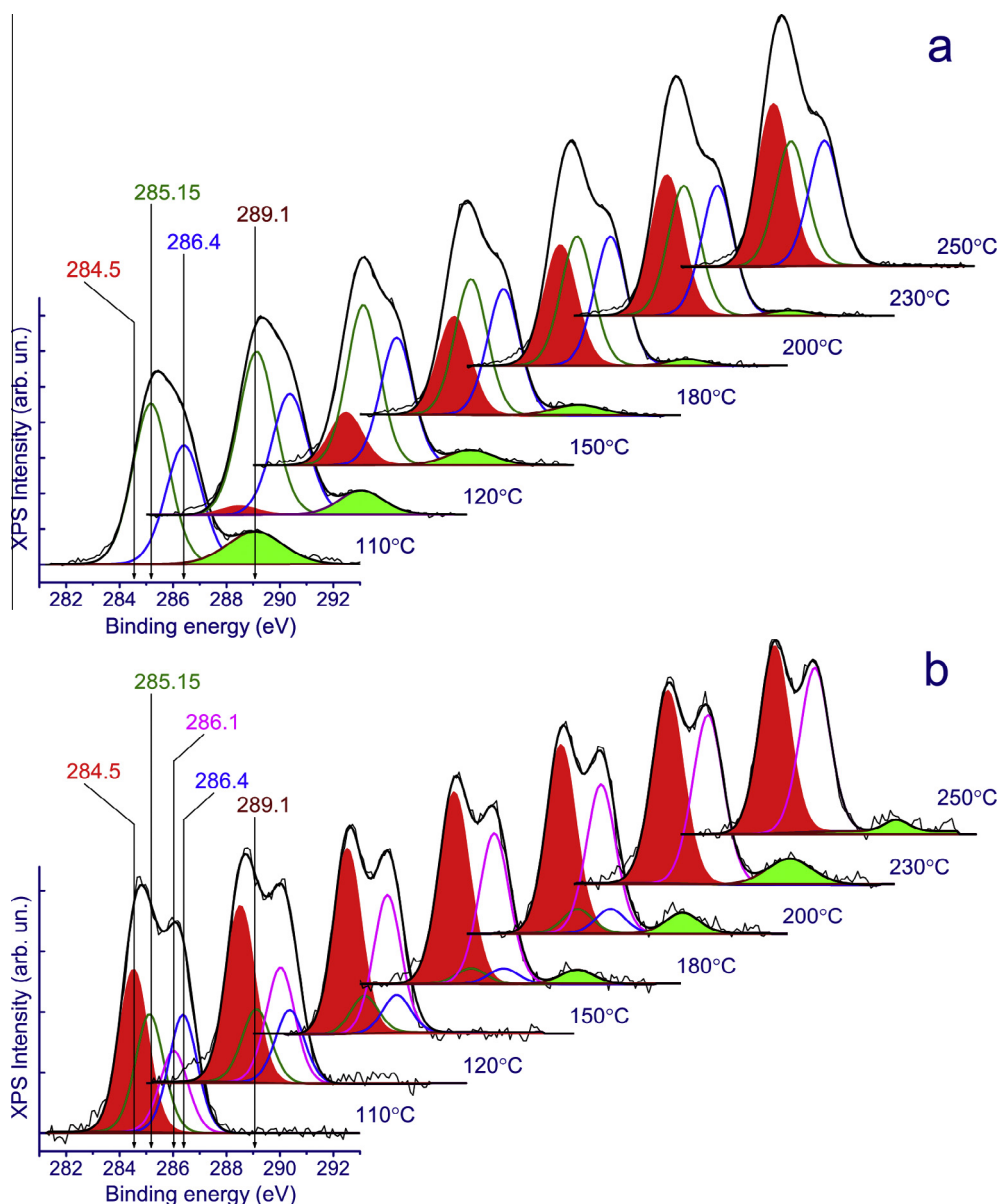 a
285.15
289.1
286.4
284.5
250°C
230°C
200°C
180°C
150°C
120°C
110°C
XPS Intensity (arb. un.)
282 284 286 288 290 292
Binding energy (eV)
b
285.15
286.1
284.5
286.4
289.1
250°C
230°C
200°C
180°C
150°C
120°C
110°C
XPS Intensity (arb. un.)
282 284 286 288 290 292
Binding energy (eV)